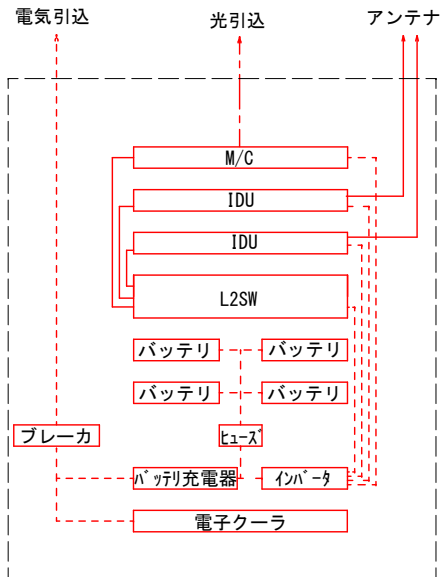 電気引込
光引込
アンテナ
M/C
IDU
IDU
L2SW
バッテリ
バッテリ
バッテリ
バッテリ
ブレーカ
ﾋｭｰｽﾞ
ﾊﾞｯﾃﾘ充電器
ｲﾝﾊﾞｰﾀ
電子クーラ